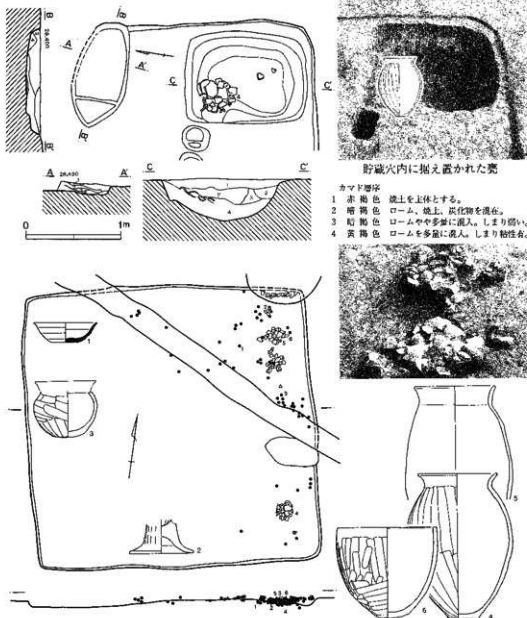 B
B'
A
A'
C
C'
B
B'
28,400
貯蔵穴内に据え置かれた甕
A 28,400 A'
C C'
0 1m
カマド層序
1 赤褐色 焼土を主体とする。
2 暗褐色 ローム、焼土、炭化物を混在。
3 暗褐色 ロームやや多量に混入。しまり弱い。
4 黄褐色 ロームを多量に混入。しまり粘性有。
1
3
2
5
6
4